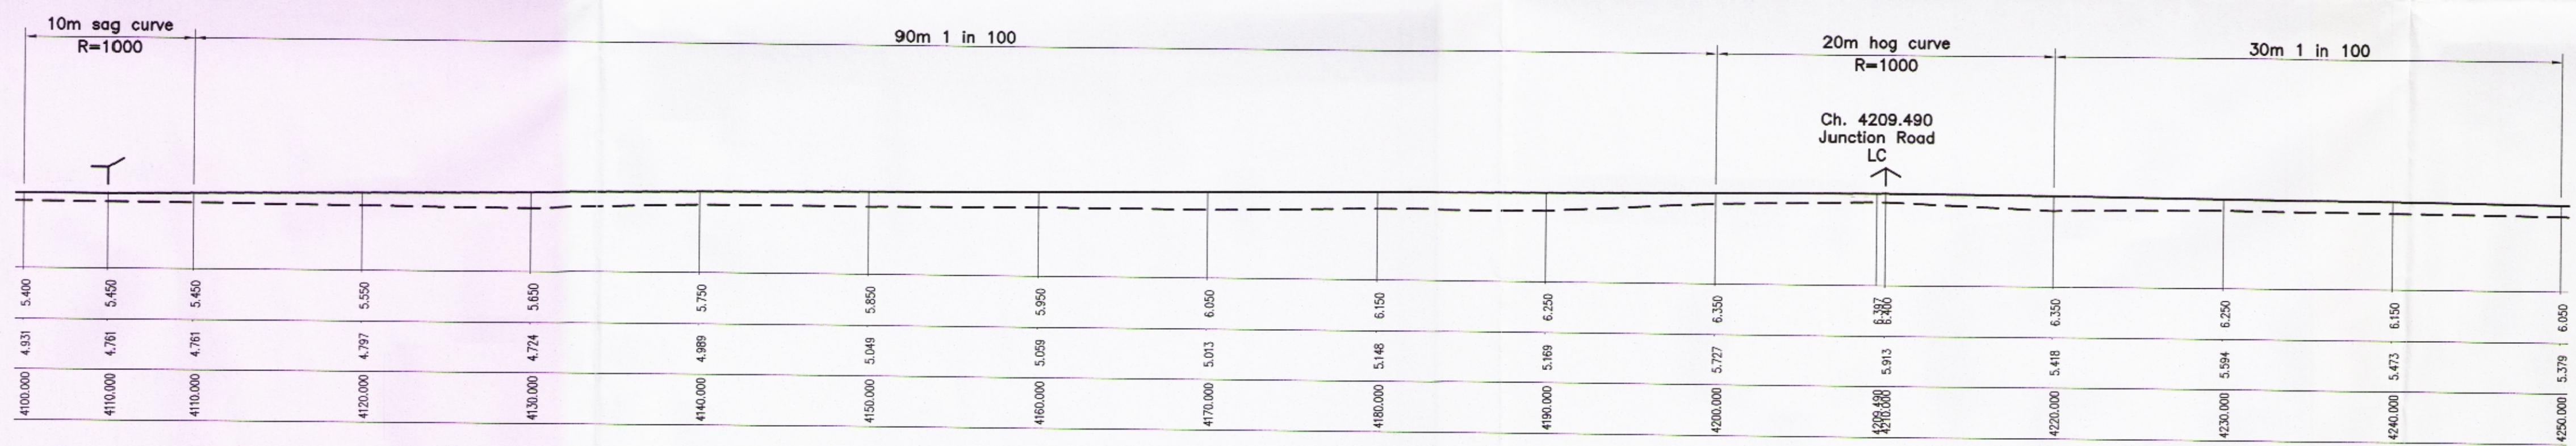 10m sag curve
R=1000
90m 1 in 100
20m hog curve
R=1000
30m 1 in 100
Ch. 4209.490
Junction Road
LC
5.400 5.450 5.450 5.550 5.650 5.750 5.850 5.950 6.050 6.150 6.250 6.350 6.397 6.400 6.350 6.250 6.150 6.050
4.931 4.761 4.761 4.797 4.724 4.989 5.049 5.059 5.013 5.148 5.169 5.727 5.913 5.418 5.594 5.473 5.379
4100.000 4110.000 4110.000 4120.000 4130.000 4140.000 4150.000 4160.000 4170.000 4180.000 4190.000 4200.000 4209.490 4210.000 4220.000 4230.000 4240.000 4250.000